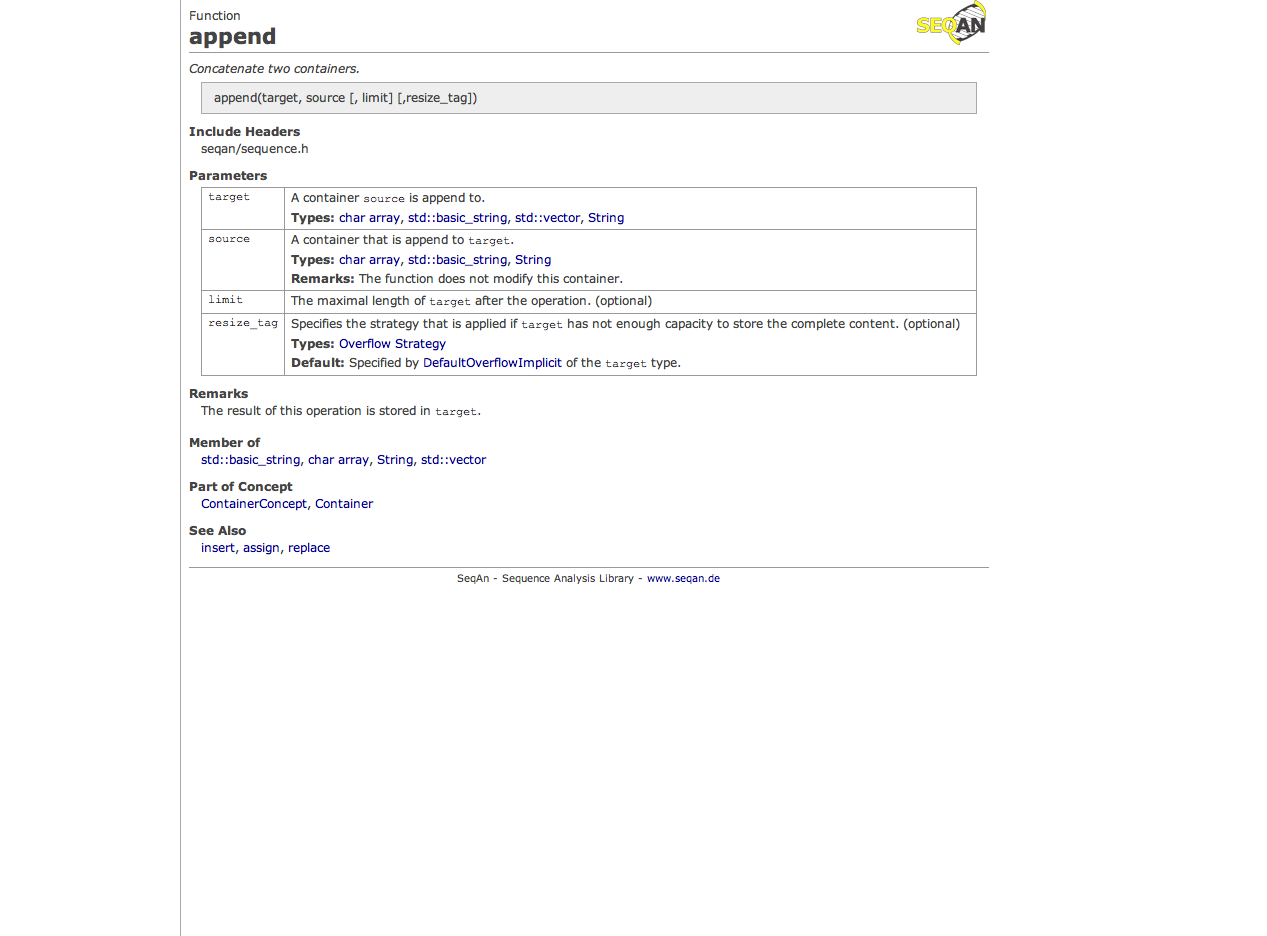 Function
append
SEQAN
Concatenate two containers.
append(target, source [, limit] [,resize_tag])
Include Headers
seqan/sequence.h
Parameters
target
A container source is append to.
Types: char array, std::basic_string, std::vector, String
source
A container that is append to target.
Types: char array, std::basic_string, String
Remarks: The function does not modify this container.
limit
The maximal length of target after the operation. (optional)
resize_tag
Specifies the strategy that is applied if target has not enough capacity to store the complete content. (optional)
Types: Overflow Strategy
Default: Specified by DefaultOverflowImplicit of the target type.
Remarks
The result of this operation is stored in target.
Member of
std::basic_string, char array, String, std::vector
Part of Concept
ContainerConcept, Container
See Also
insert, assign, replace
SeqAn - Sequence Analysis Library - www.seqan.de